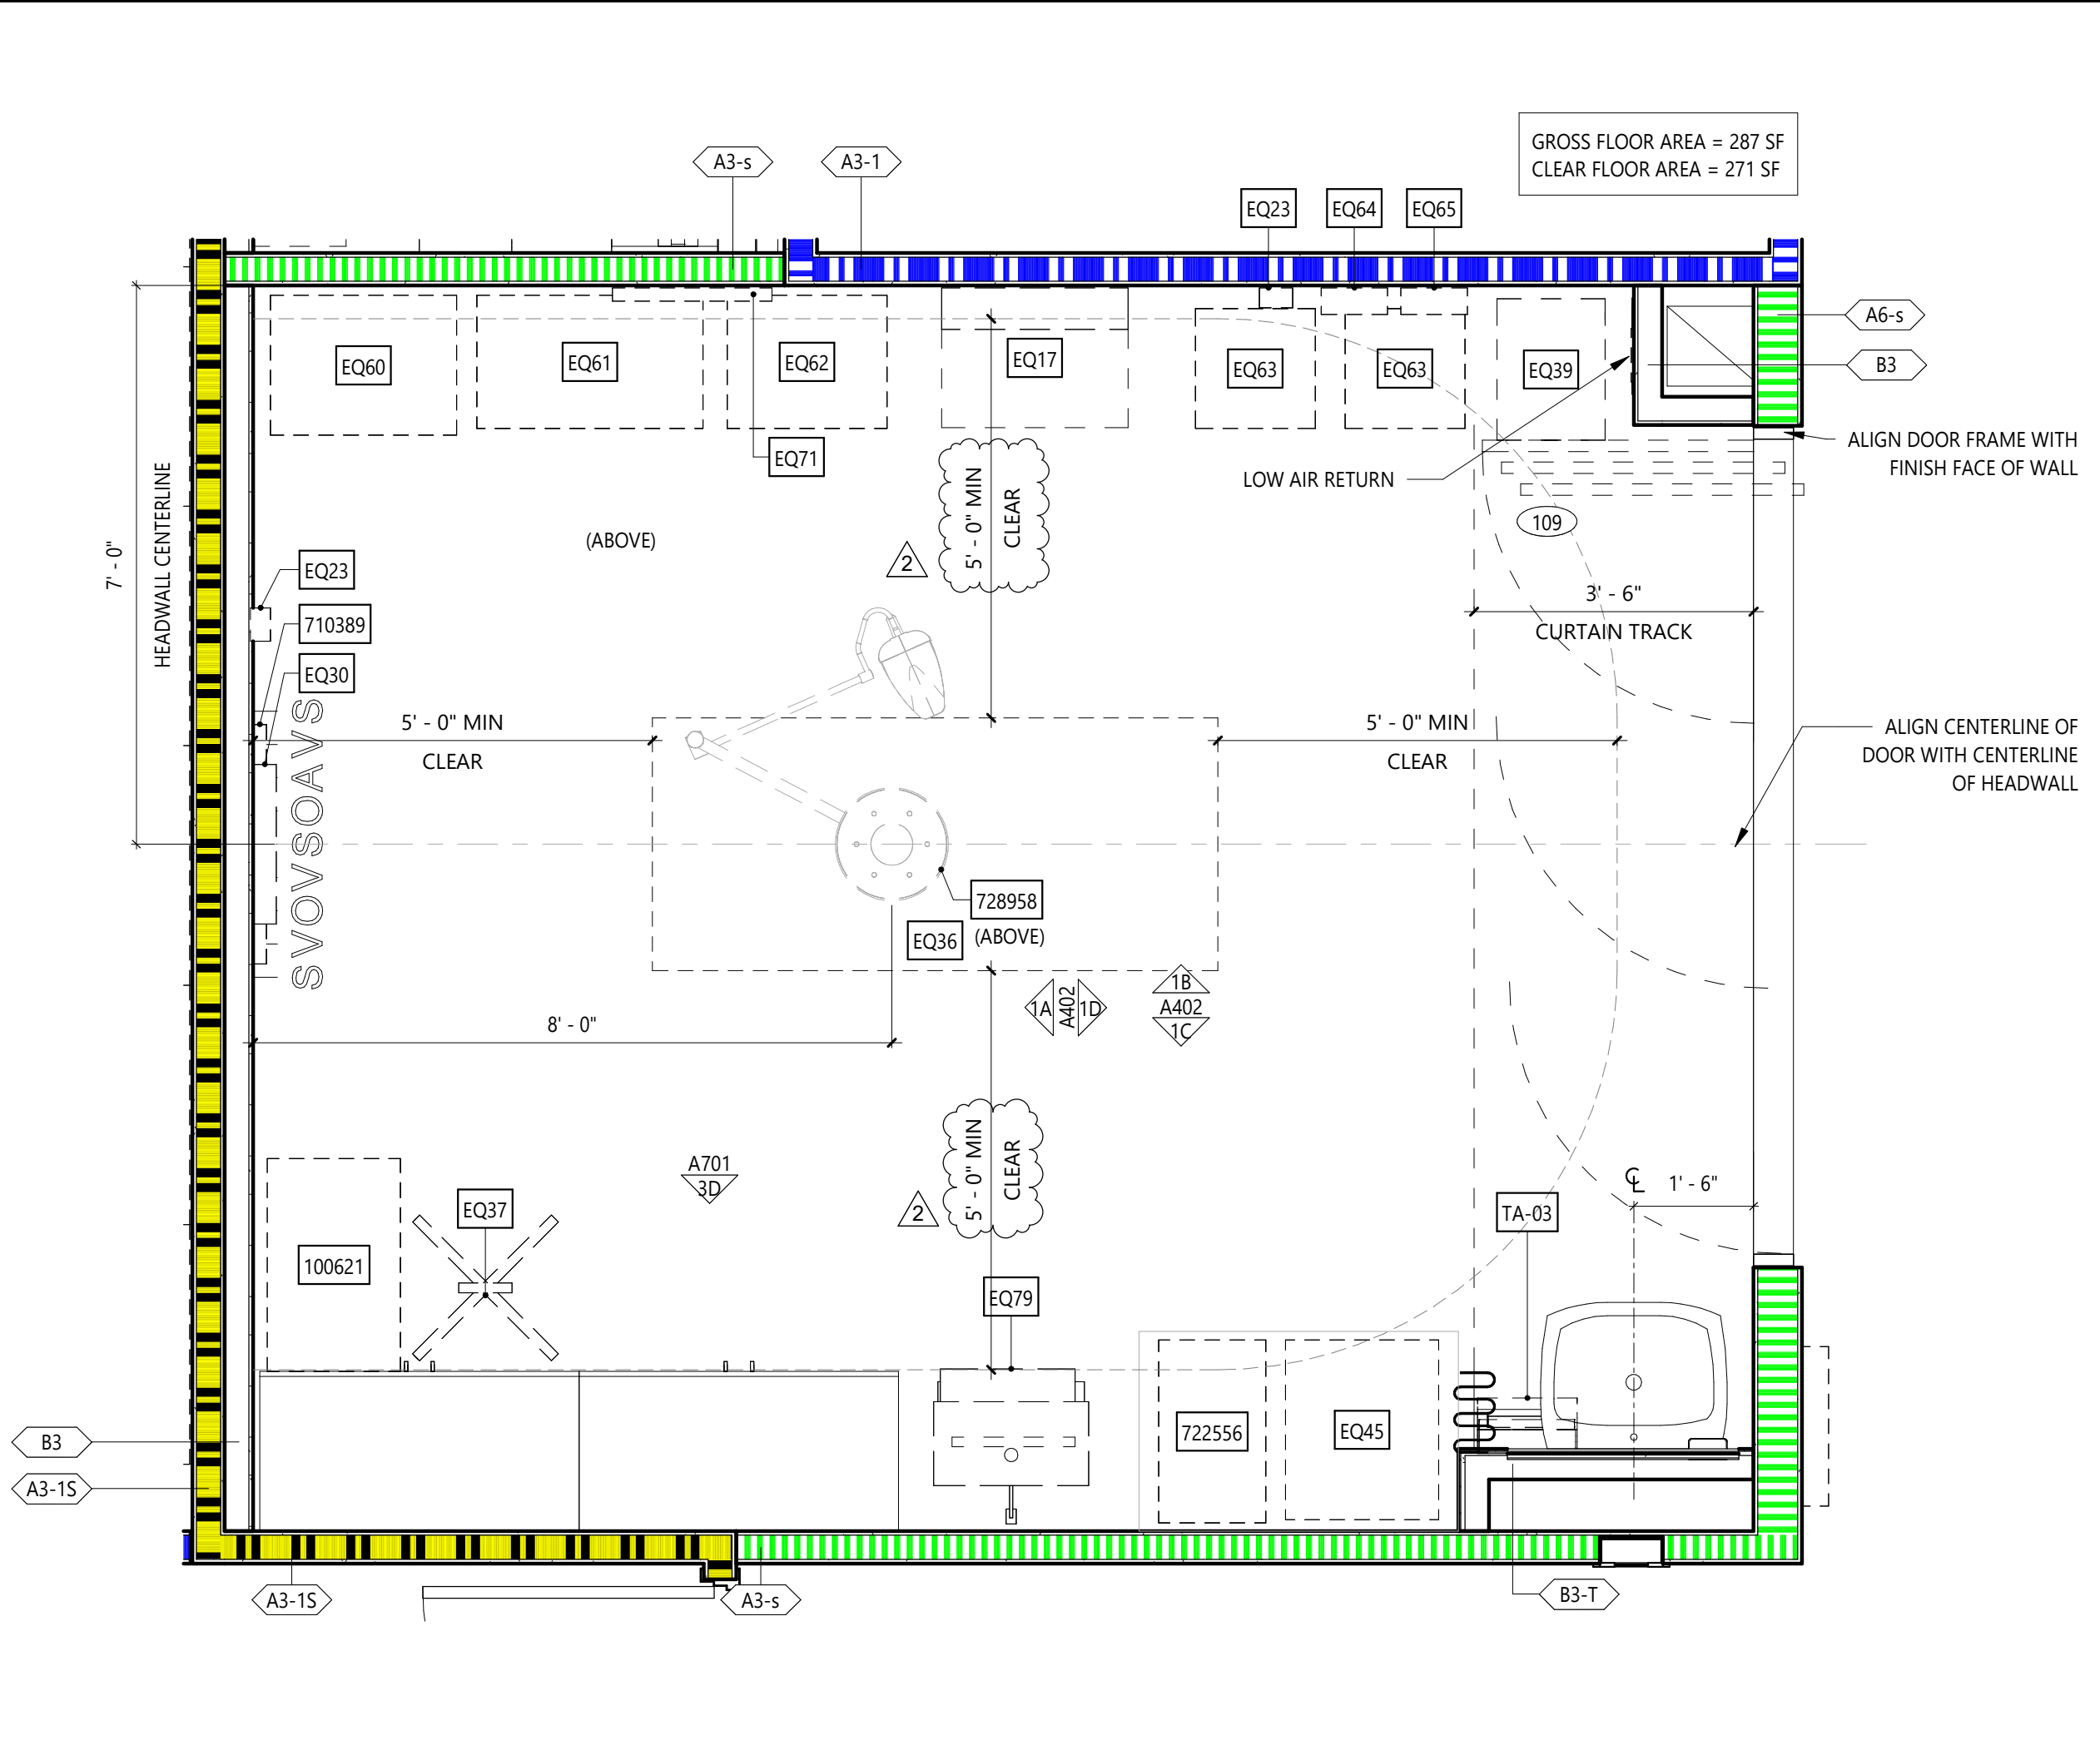 GROSS FLOOR AREA = 287 SF
CLEAR FLOOR AREA = 271 SF
A3-s
A3-1
EQ23
EQ64
EQ65
A6-s
B3
EQ60
EQ61
EQ62
EQ17
EQ63
EQ63
EQ39
EQ71
LOW AIR RETURN
ALIGN DOOR FRAME WITH
FINISH FACE OF WALL
109
5' - 0" MIN
CLEAR
2
(ABOVE)
7' - 0"
HEADWALL CENTERLINE
EQ23
710389
EQ30
3' - 6"
CURTAIN TRACK
SVOVSOAVS
5' - 0" MIN
CLEAR
5' - 0" MIN
CLEAR
ALIGN CENTERLINE OF
DOOR WITH CENTERLINE
OF HEADWALL
728958
(ABOVE)
EQ36
1A
A402
1D
1B
A402
1C
8' - 0"
A701
3D
5' - 0" MIN
CLEAR
2
EQ37
100621
EQ79
TA-03
CL
1' - 6"
722556
EQ45
B3
A3-1S
A3-1S
A3-s
B3-T